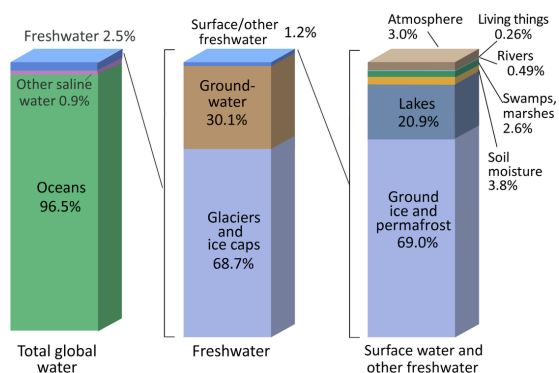 Freshwater 2.5%
Other saline
water 0.9%
Oceans
96.5%
Total global
water
Surface/other
freshwater
1.2%
Ground-
water
30.1%
Glaciers
and
ice caps
68.7%
Freshwater
Atmosphere
3.0%
Living things
0.26%
Rivers
0.49%
Swamps,
marshes
2.6%
Soil
moisture
3.8%
Lakes
20.9%
Ground
ice and
permafrost
69.0%
Surface water and
other freshwater